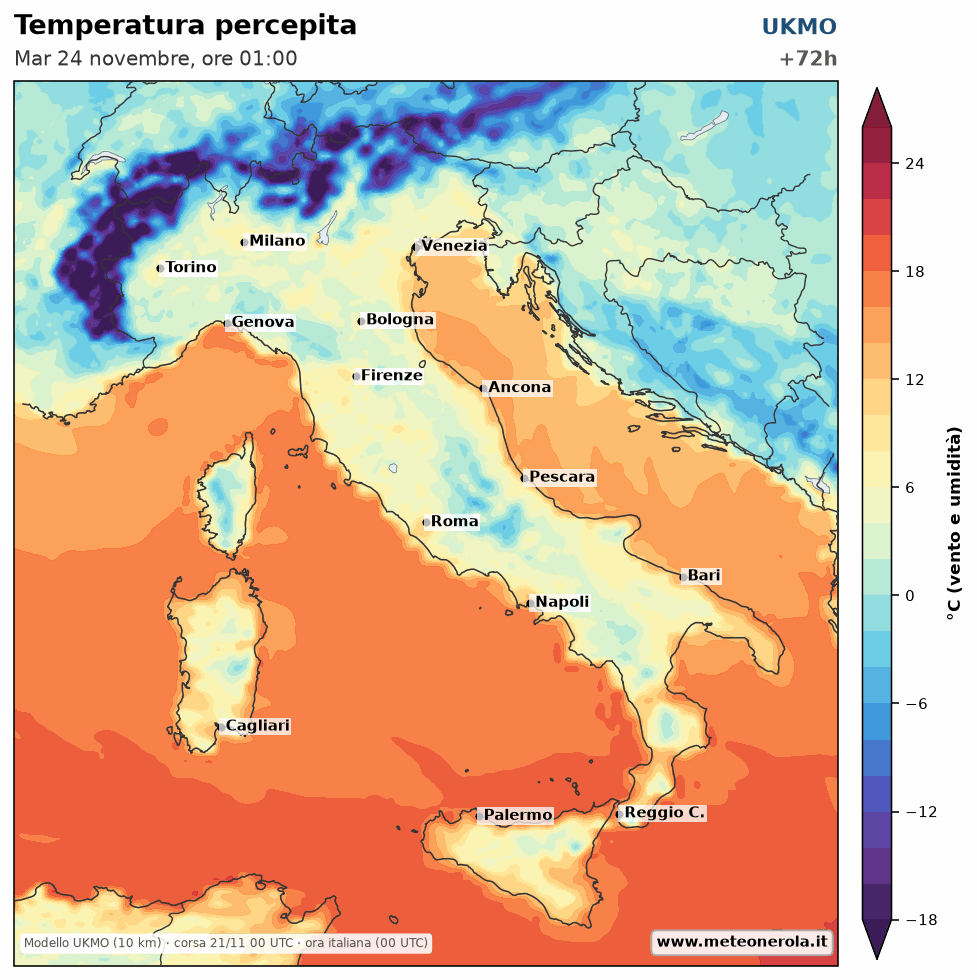 Temperatura percepita
UKMO
Mar 24 novembre, ore 01:00
+72h
Milano
Venezia
Torino
Genova
Bologna
Firenze
Ancona
Pescara
Roma
Bari
Napoli
Cagliari
Palermo
Reggio C.
24
18
12
6
0
−6
−12
−18
°C (vento e umidità)
Modello UKMO (10 km) · corsa 21/11 00 UTC · ora italiana (00 UTC)
www.meteonerola.it